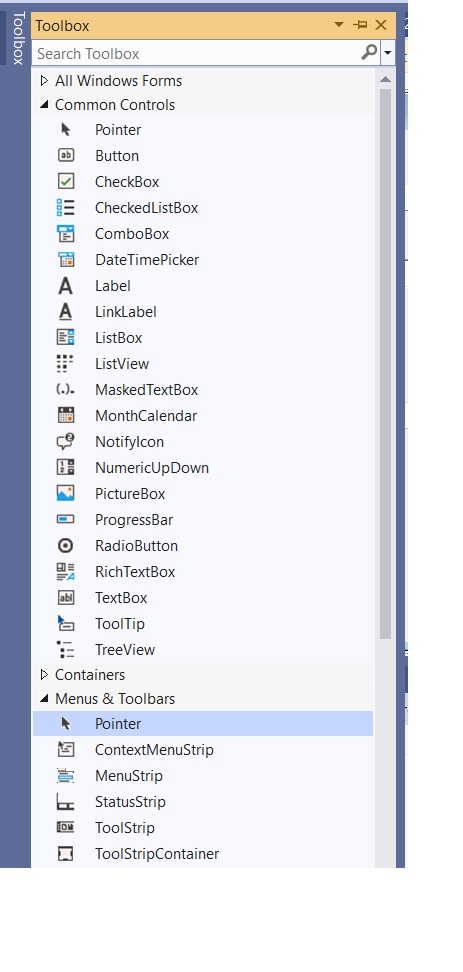 Toolbox
Toolbox
Search Toolbox
All Windows Forms
Common Controls
Pointer
Button
CheckBox
CheckedListBox
ComboBox
DateTimePicker
Label
LinkLabel
ListBox
ListView
MaskedTextBox
MonthCalendar
NotifyIcon
NumericUpDown
PictureBox
ProgressBar
RadioButton
RichTextBox
TextBox
ToolTip
TreeView
Containers
Menus & Toolbars
Pointer
ContextMenuStrip
MenuStrip
StatusStrip
ToolStrip
ToolStripContainer